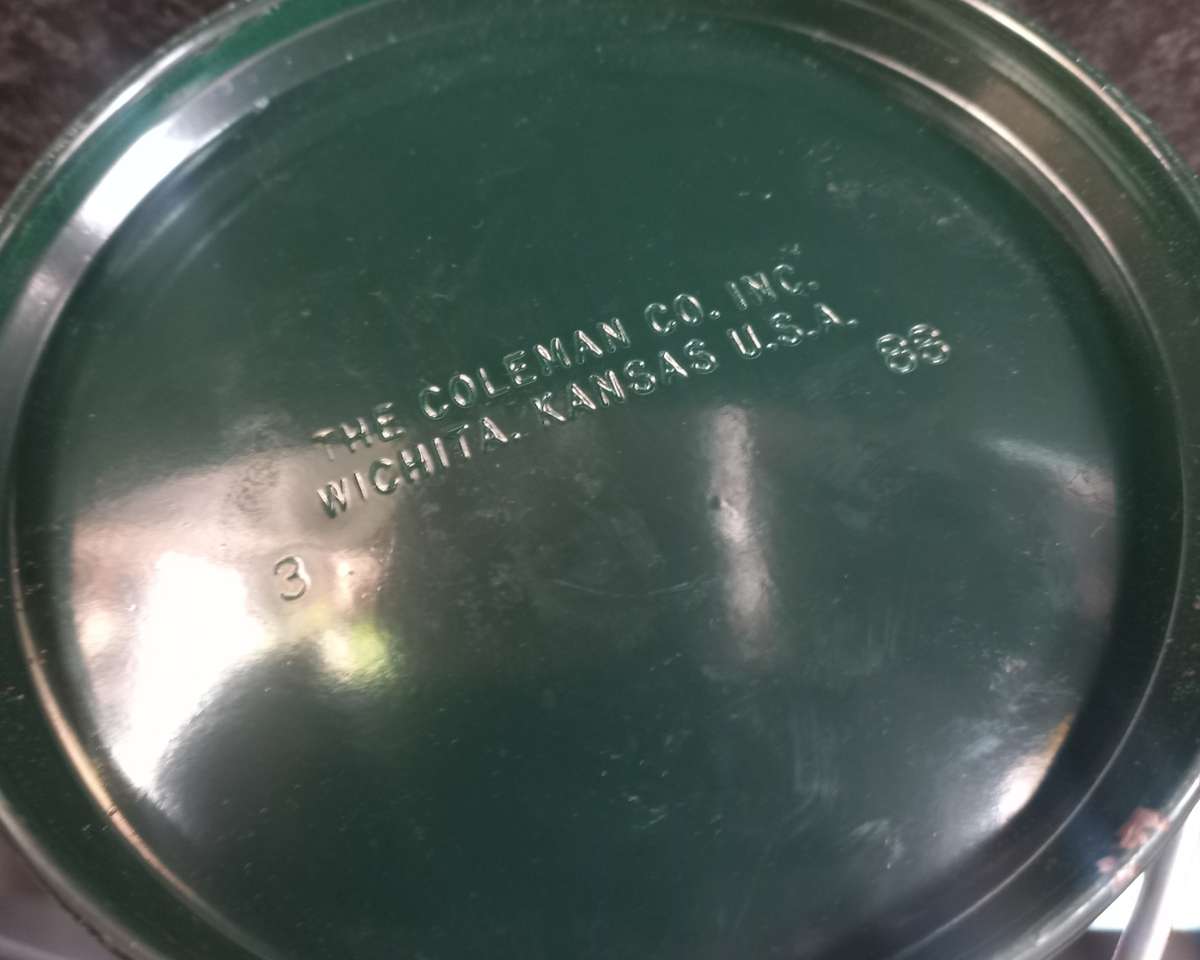 THE COLEMAN CO. INC.
WICHITA. KANSAS U.S.A.
88
3